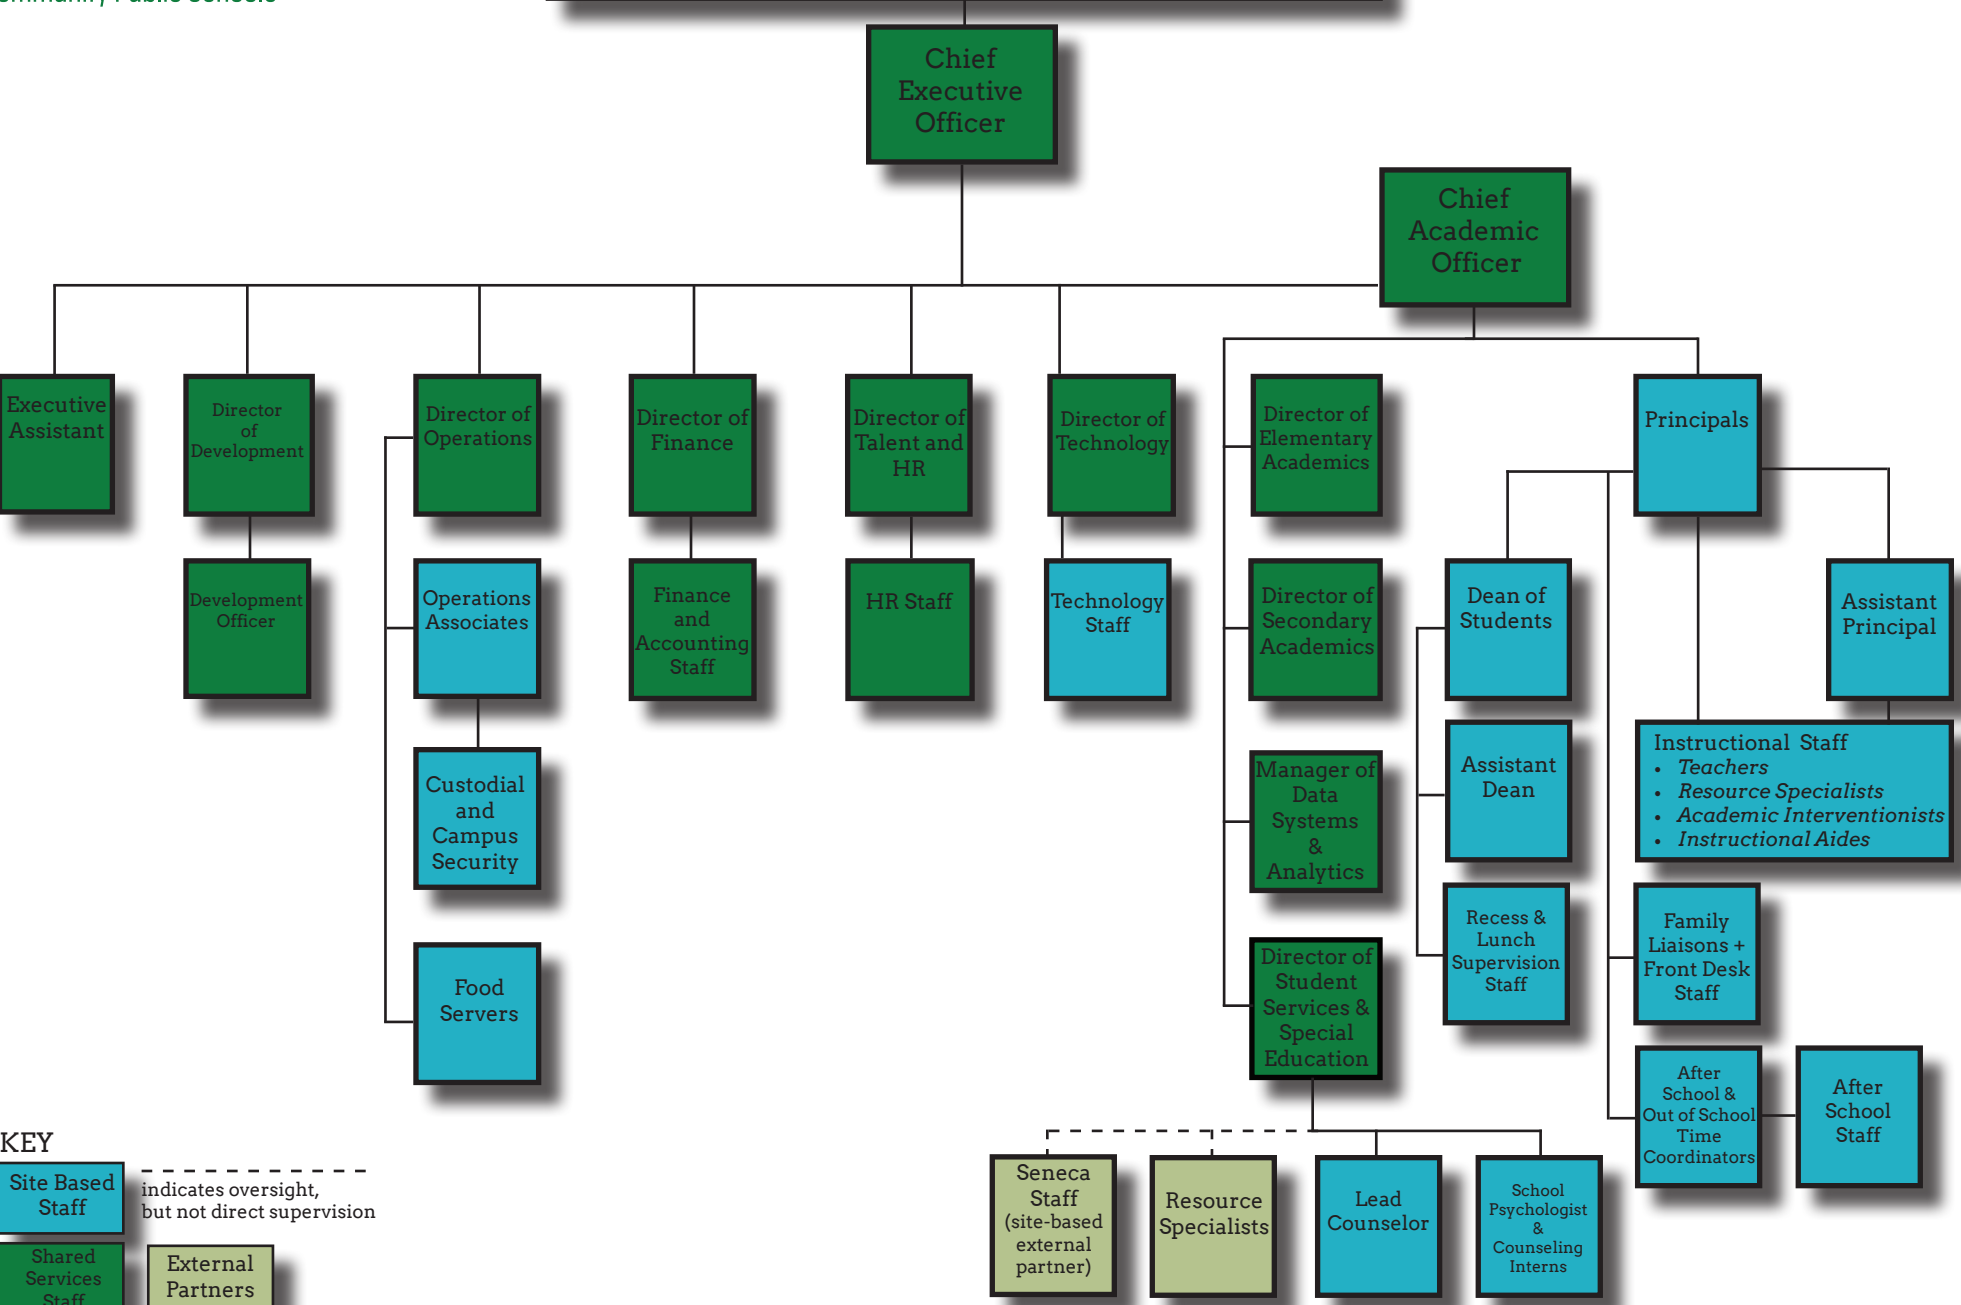 Public Schools
Chief
Executive
Officer
Chief
Academic
Officer
Executive
Assistant
Director
of
Development
Director of
Operations
Director of
Finance
Director of
Talent and
HR
Director of
Technology
Director of
Elementary
Academics
Principals
Development
Officer
Operations
Associates
Finance
and
Accounting
Staff
HR Staff
Technology
Staff
Director of
Secondary
Academics
Dean of
Students
Assistant
Principal
Custodial
and
Campus
Security
Manager of
Data
Systems
&
Analytics
Assistant
Dean
Instructional Staff
• Teachers
• Resource Specialists
• Academic Interventionists
• Instructional Aides
Food
Servers
Director of
Student
Services &
Special
Education
Recess &
Lunch
Supervision
Staff
Family
Liaisons +
Front Desk
Staff
After
School &
Out of School
Time
Coordinators
After
School
Staff
Seneca
Staff
(site-based
external
partner)
Resource
Specialists
Lead
Counselor
School
Psychologist
&
Counseling
Interns
KEY
Site Based
Staff
indicates oversight,
but not direct supervision
Shared
Services
Staff
External
Partners